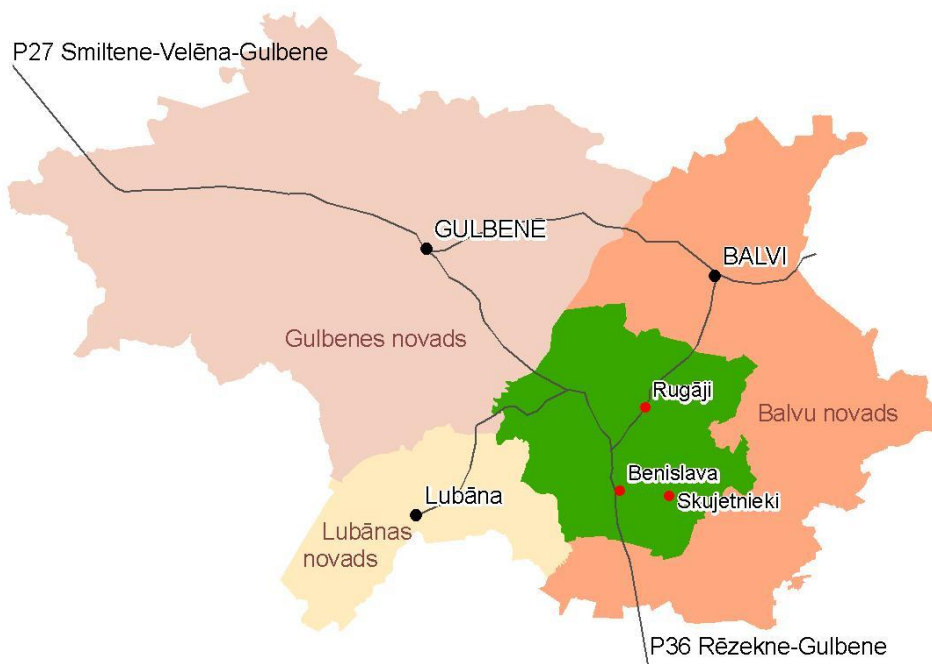 P27 Smiltene-Velēna-Gulbene
GULBENE
BALVI
Gulbenes novads
Rugāji
Balvu novads
Benislava
Skujetnieki
Lubāna
Lubānas
novads
P36 Rēzekne-Gulbene